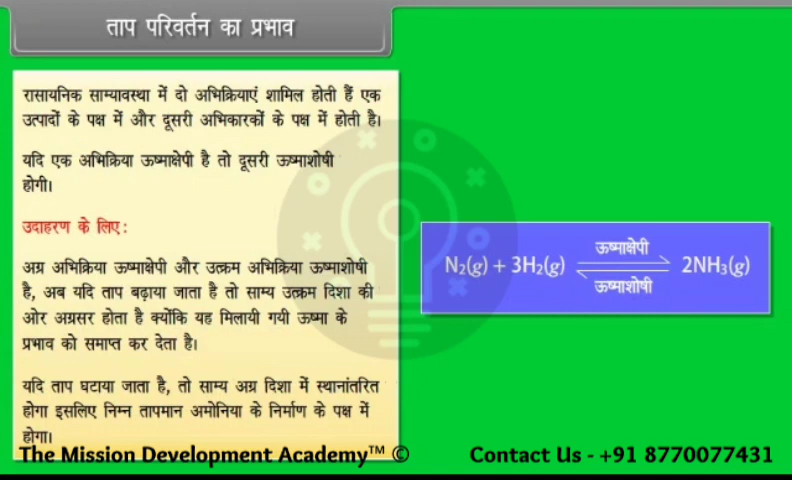 ताप परिवर्तन का प्रभाव
रासायनिक साम्यावस्था में दो अभिक्रियाएं शामिल होती हैं एक
उत्पादों के पक्ष में और दूसरी अभिकारकों के पक्ष में होती है।
यदि एक अभिक्रिया ऊष्माक्षेपी है तो दूसरी ऊष्माशोषी
होगी।
उदाहरण के लिए:
अग्र अभिक्रिया ऊष्माक्षेपी और उत्क्रम अभिक्रिया ऊष्माशोषी
है, अब यदि ताप बढ़ाया जाता है तो साम्य उत्क्रम दिशा की
ओर अग्रसर होता है क्योंकि यह मिलायी गयी ऊष्मा के
प्रभाव को समाप्त कर देता है।
यदि ताप घटाया जाता है, तो साम्य अग्र दिशा में स्थानांतरित
होगा इसलिए निम्न तापमान अमोनिया के निर्माण के पक्ष में
होगा।
ऊष्माक्षेपी
N₂(g) + 3H₂(g) ⇌ 2NH₃(g)
ऊष्माशोषी
The Mission Development Academy™ © Contact Us - +91 8770077431